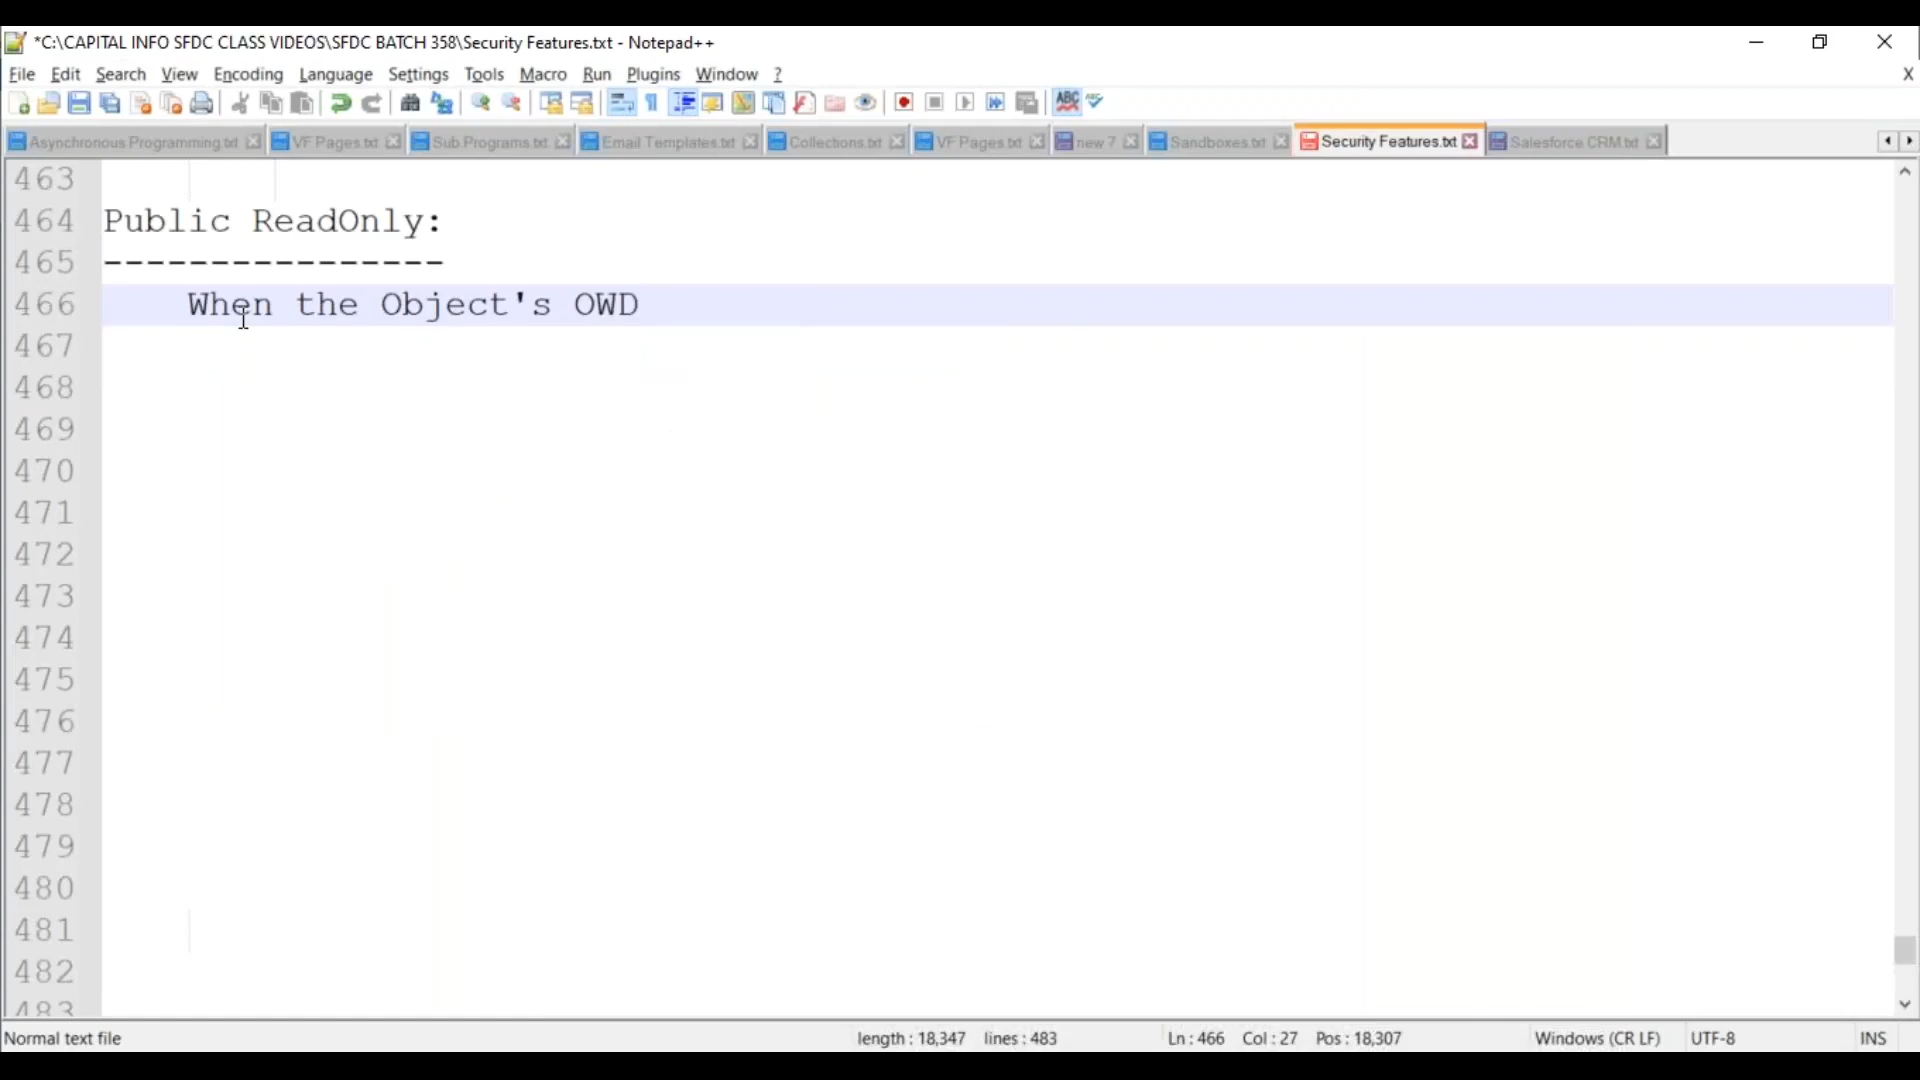 *C:\CAPITAL INFO SFDC CLASS VIDEOS\SFDC BATCH 358\Security Features.txt - Notepad++
File Edit Search View Encoding Language Settings Tools Macro Run Plugins Window ? X
ABC
Asynchronous Programming.txt VF Pages.txt Sub Programs.txt Email Templates.txt Collections.txt VF Pages.txt new 7 Sandboxes.txt Security Features.txt Salesforce CRM.txt
463
464 Public ReadOnly:
465 ----------------
466 When the Object's OWD
467
468
469
470
471
472
473
474
475
476
477
478
479
480
481
482
483
Normal text file length : 18,347 lines : 483 Ln : 466 Col : 27 Pos : 18,307 Windows (CR LF) UTF-8 INS